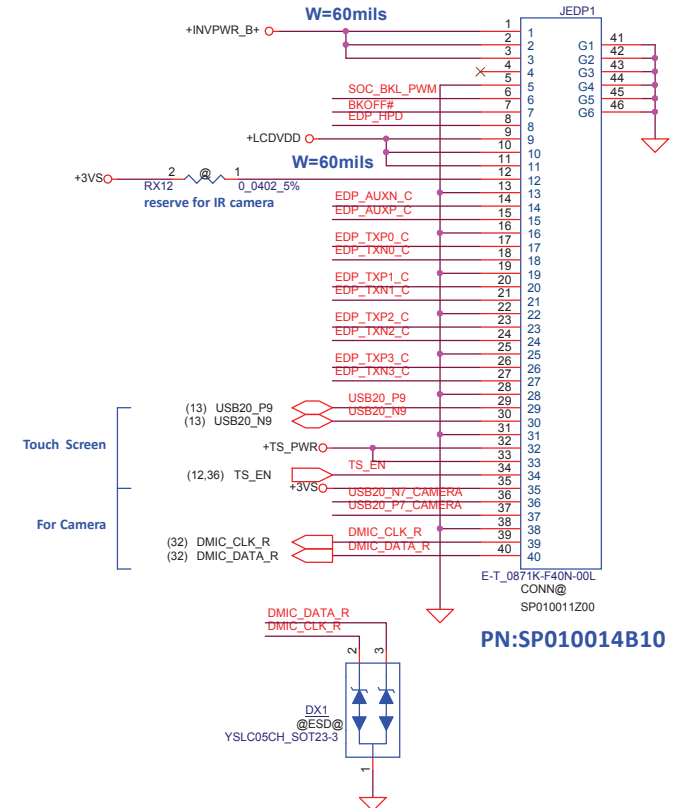 W=60mils
JEDP1
+INVPWR_B+
1 1
2 2
3 3
4 4
5 5
SOC_BKL_PWM 6 6
BKOFF# 7 7
EDP_HPD 8 8
+LCDVDD 9 9
10 10
11 11
W=60mils
+3VS 2 @ 1 12 12
RX12 0_0402_5%
reserve for IR camera
13 13
EDP_AUXN_C 14 14
EDP_AUXP_C 15 15
16 16
EDP_TXP0_C 17 17
EDP_TXN0_C 18 18
19 19
EDP_TXP1_C 20 20
EDP_TXN1_C 21 21
22 22
EDP_TXP2_C 23 23
EDP_TXN2_C 24 24
25 25
EDP_TXP3_C 26 26
EDP_TXN3_C 27 27
28 28
(13) USB20_P9 USB20_P9 29 29
(13) USB20_N9 USB20_N9 30 30
Touch Screen
31 31
+TS_PWR 32 32
33 33
(12,36) TS_EN TS_EN 34 34
+3VS 35 35
USB20_N7_CAMERA 36 36
USB20_P7_CAMERA 37 37
For Camera
38 38
(32) DMIC_CLK_R DMIC_CLK_R 39 39
(32) DMIC_DATA_R DMIC_DATA_R 40 40
G1 41
G2 42
G3 43
G4 44
G5 45
G6 46
E-T_0871K-F40N-00L
CONN@
SP010011Z00
PN:SP010014B10
DMIC_DATA_R
DMIC_CLK_R
2 3
DX1
@ESD@
YSLC05CH_SOT23-3
1